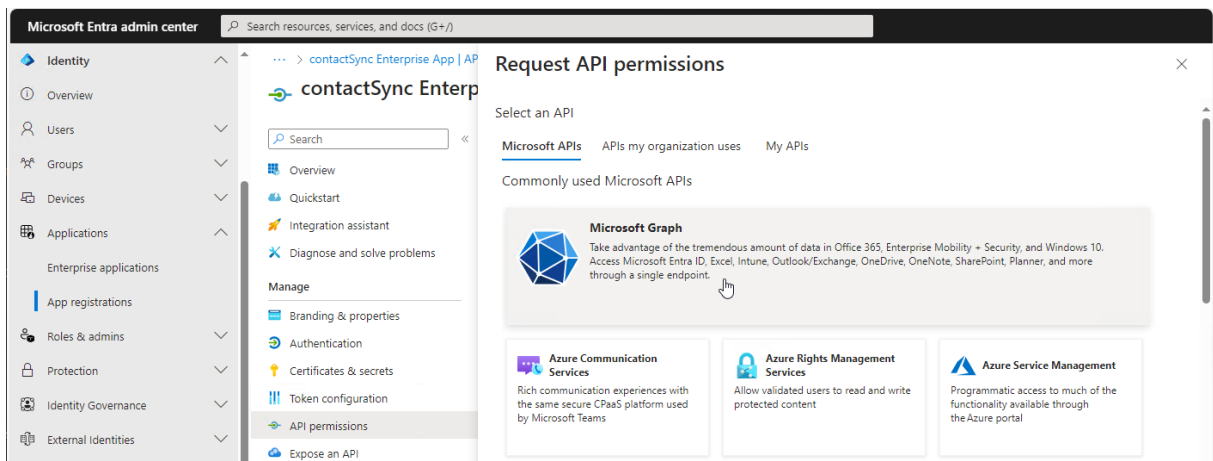 Microsoft Entra admin center
Search resources, services, and docs (G+/)
Identity
Overview
Users
Groups
Devices
Applications
Enterprise applications
App registrations
Roles & admins
Protection
Identity Governance
External Identities
··· > contactSync Enterprise App | AP
contactSync Enterp
Search
«
Overview
Quickstart
Integration assistant
Diagnose and solve problems
Manage
Branding & properties
Authentication
Certificates & secrets
Token configuration
API permissions
Expose an API
Request API permissions
Select an API
Microsoft APIs APIs my organization uses My APIs
Commonly used Microsoft APIs
Microsoft Graph
Take advantage of the tremendous amount of data in Office 365, Enterprise Mobility + Security, and Windows 10.
Access Microsoft Entra ID, Excel, Intune, Outlook/Exchange, OneDrive, OneNote, SharePoint, Planner, and more
through a single endpoint.
Azure Communication
Services
Rich communication experiences with
the same secure CPaaS platform used
by Microsoft Teams
Azure Rights Management
Services
Allow validated users to read and write
protected content
Azure Service Management
Programmatic access to much of the
functionality available through
the Azure portal